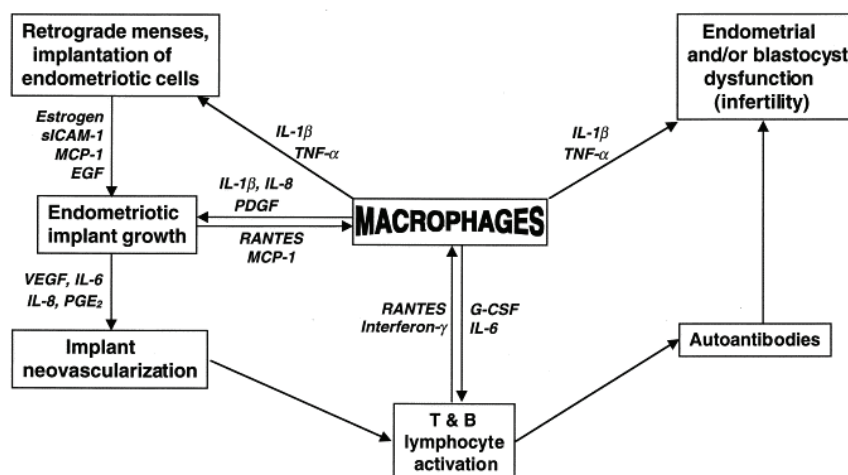 Retrograde menses,
implantation of
endometriotic cells
Endometrial
and/or blastocyst
dysfunction
(infertility)
Estrogen
sICAM-1
MCP-1
EGF
IL-1β
TNF-α
IL-1β
TNF-α
IL-1β, IL-8
PDGF
MACROPHAGES
Endometriotic
implant growth
RANTES
MCP-1
VEGF, IL-6
IL-8, PGE₂
RANTES
Interferon-γ
G-CSF
IL-6
Implant
neovascularization
Autoantibodies
T & B
lymphocyte
activation